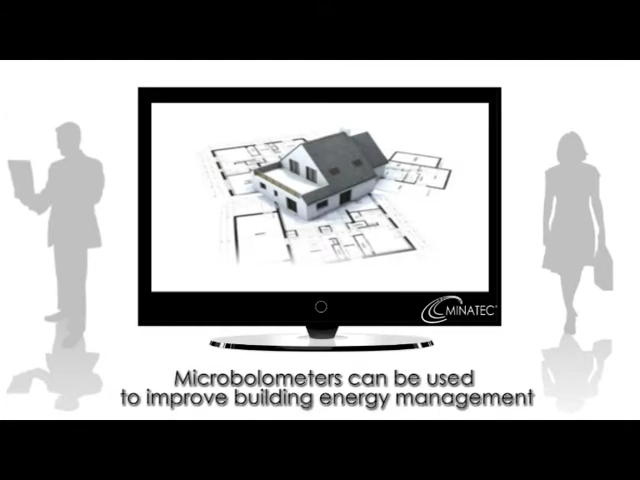 MINATEC®
Microbolometers can be used
to improve building energy management